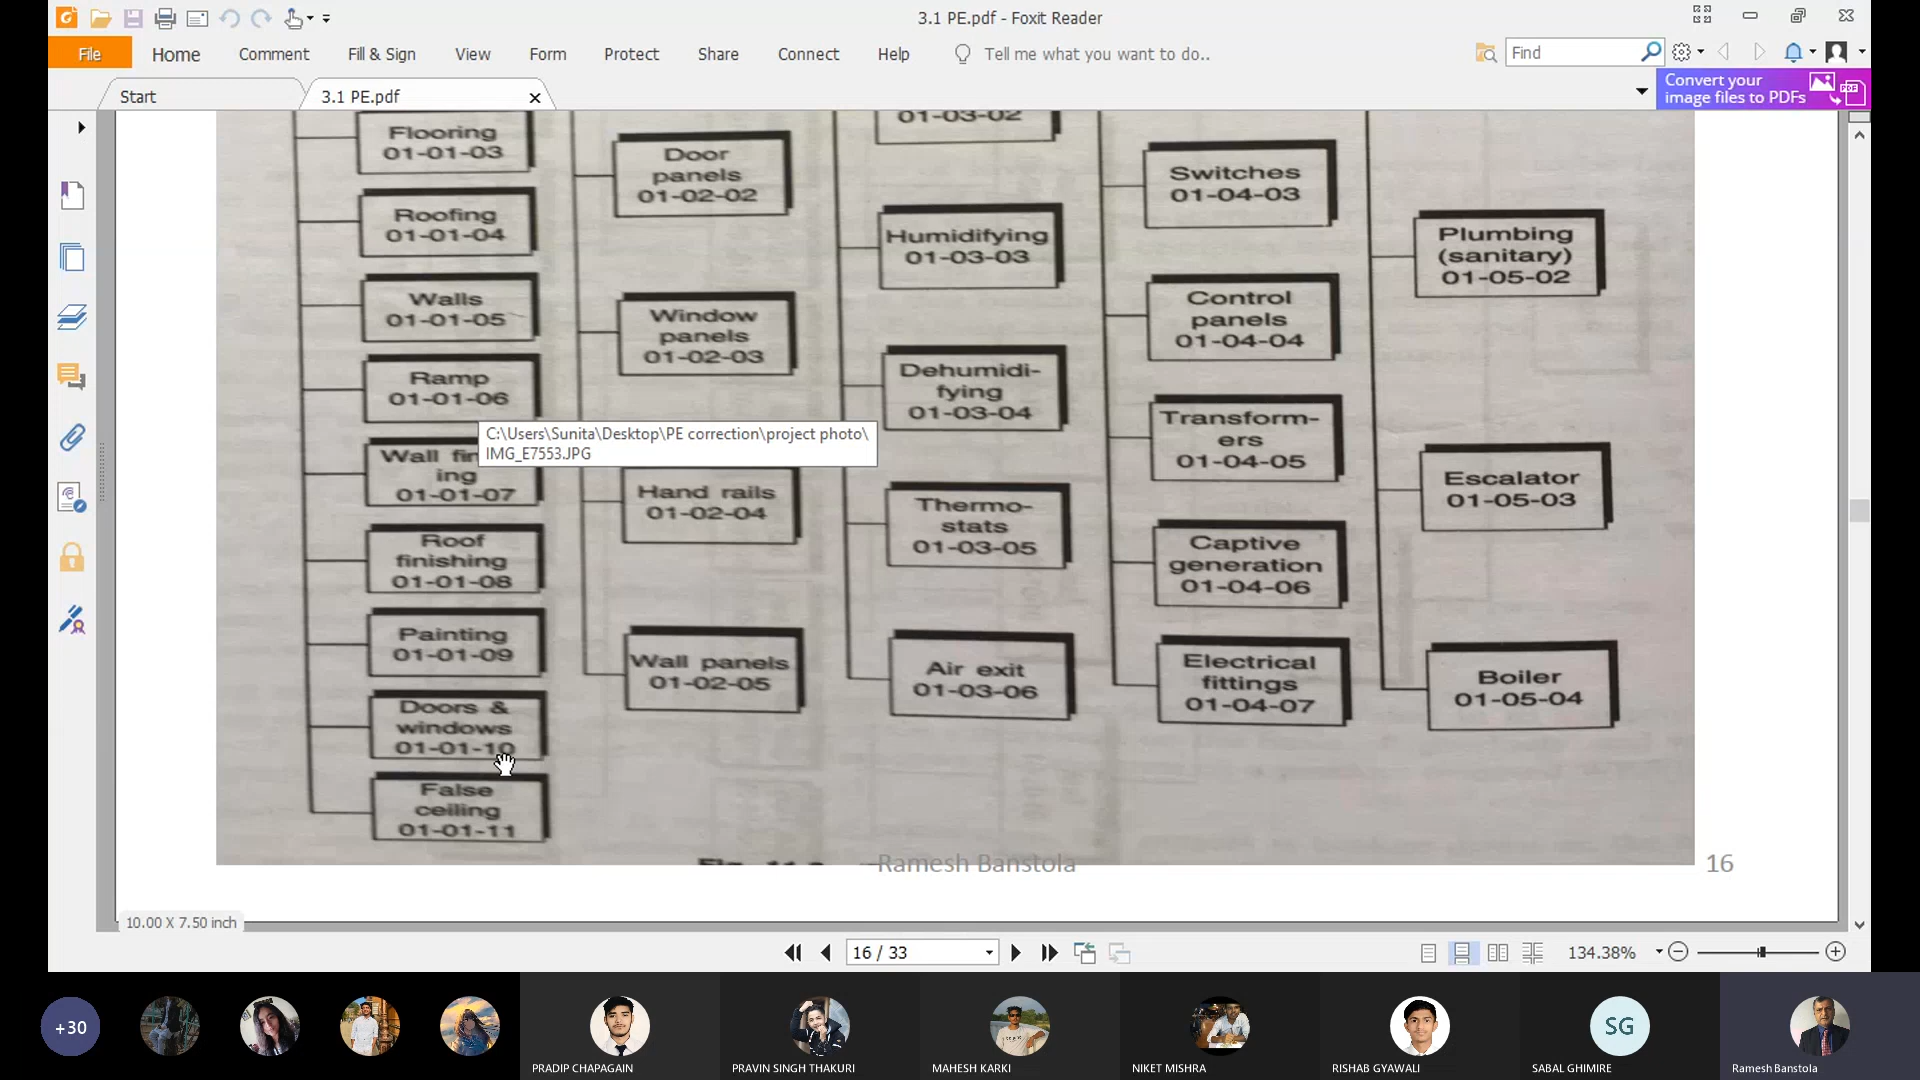 3.1 PE.pdf - Foxit Reader
File
Home
Comment
Fill & Sign
View
Form
Protect
Share
Connect
Help
Tell me what you want to do..
Find
Start
3.1 PE.pdf
Convert your
image files to PDFs
Flooring
01-01-03
Roofing
01-01-04
Walls
01-01-05
Ramp
01-01-06
Wall fin
ing
01-01-07
Roof
finishing
01-01-08
Painting
01-01-09
Doors &
windows
01-01-10
False
ceiling
01-01-11
Door
panels
01-02-02
Window
panels
01-02-03
C:\Users\Sunita\Desktop\PE correction\project photo\
IMG_E7553.JPG
Hand rails
01-02-04
Wall panels
01-02-05
01-03-02
Humidifying
01-03-03
Dehumidi-
fying
01-03-04
Thermo-
stats
01-03-05
Air exit
01-03-06
Switches
01-04-03
Control
panels
01-04-04
Transform-
ers
01-04-05
Captive
generation
01-04-06
Electrical
fittings
01-04-07
Plumbing
(sanitary)
01-05-02
Escalator
01-05-03
Boiler
01-05-04
Ramesh Banstola
16
10.00 X 7.50 inch
16 / 33
134.38%
+30
PRADIP CHAPAGAIN
PRAVIN SINGH THAKURI
MAHESH KARKI
NIKET MISHRA
RISHAB GYAWALI
SG
SABAL GHIMIRE
Ramesh Banstola